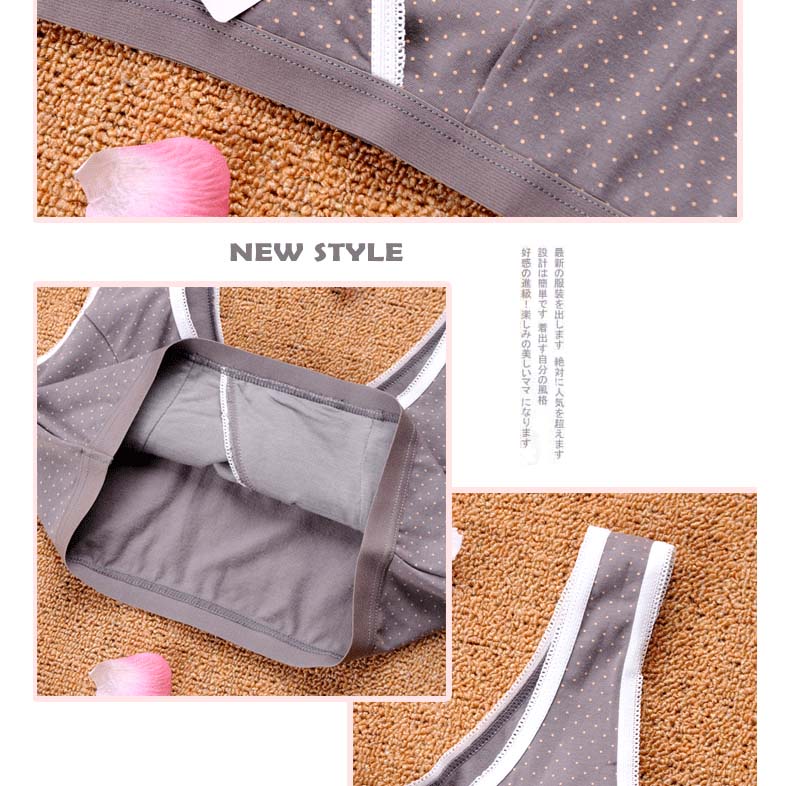 NEW STYLE
最新の服装を出します 絶対に人気を超えます
設計は簡単です 着出す自分の風格
好惑の進級！楽しみの美しいママ になります